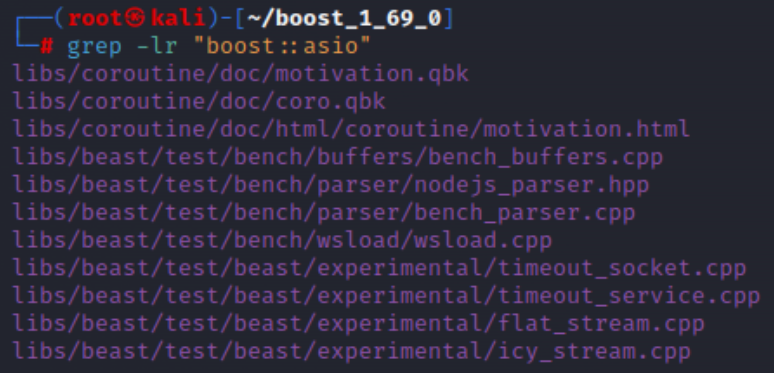 ┌──(root㉿kali)-[~/boost_1_69_0]
└─# grep -lr "boost::asio"
libs/coroutine/doc/motivation.qbk
libs/coroutine/doc/coro.qbk
libs/coroutine/doc/html/coroutine/motivation.html
libs/beast/test/bench/buffers/bench_buffers.cpp
libs/beast/test/bench/parser/nodejs_parser.hpp
libs/beast/test/bench/parser/bench_parser.cpp
libs/beast/test/bench/wsload/wsload.cpp
libs/beast/test/beast/experimental/timeout_socket.cpp
libs/beast/test/beast/experimental/timeout_service.cpp
libs/beast/test/beast/experimental/flat_stream.cpp
libs/beast/test/beast/experimental/icy_stream.cpp